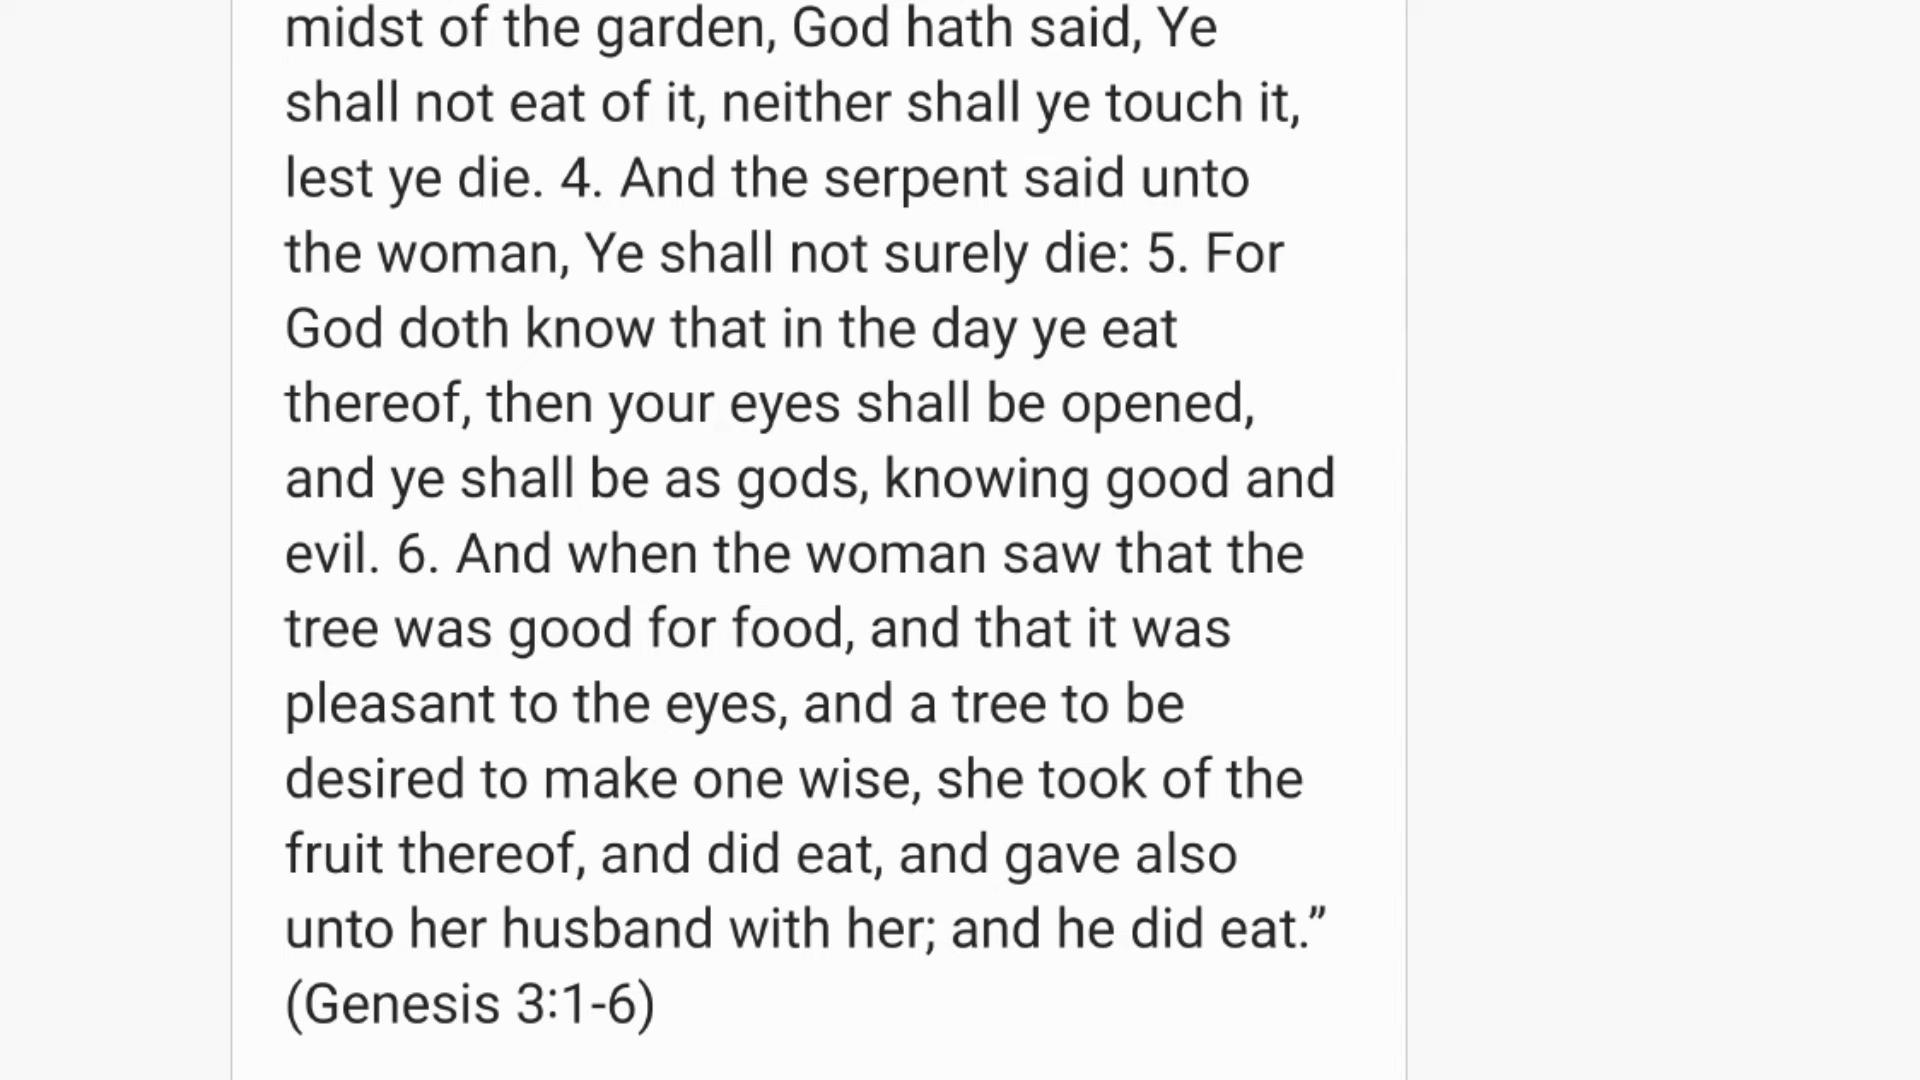 midst of the garden, God hath said, Ye
shall not eat of it, neither shall ye touch it,
lest ye die. 4. And the serpent said unto
the woman, Ye shall not surely die: 5. For
God doth know that in the day ye eat
thereof, then your eyes shall be opened,
and ye shall be as gods, knowing good and
evil. 6. And when the woman saw that the
tree was good for food, and that it was
pleasant to the eyes, and a tree to be
desired to make one wise, she took of the
fruit thereof, and did eat, and gave also
unto her husband with her; and he did eat.”
(Genesis 3:1-6)